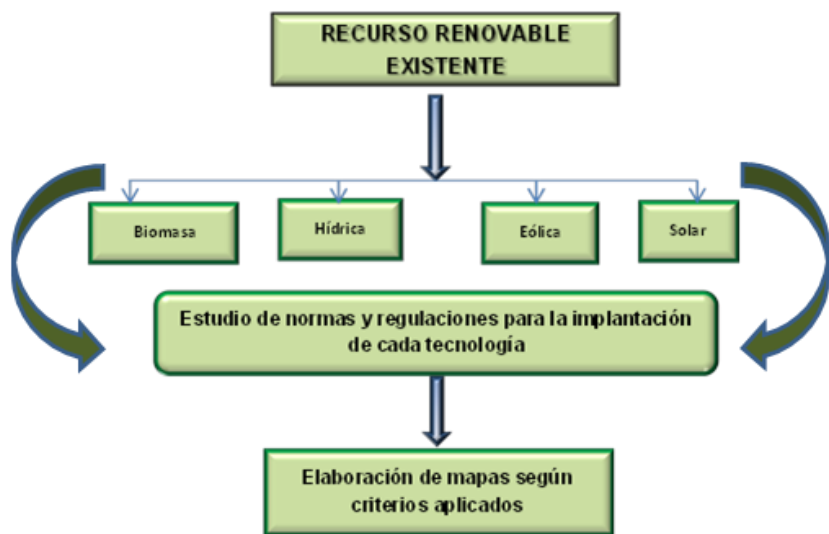 RECURSO RENOVABLE
EXISTENTE
Biomasa
Hídrica
Eólica
Solar
Estudio de normas y regulaciones para la implantación
de cada tecnología
Elaboración de mapas según
criterios aplicados